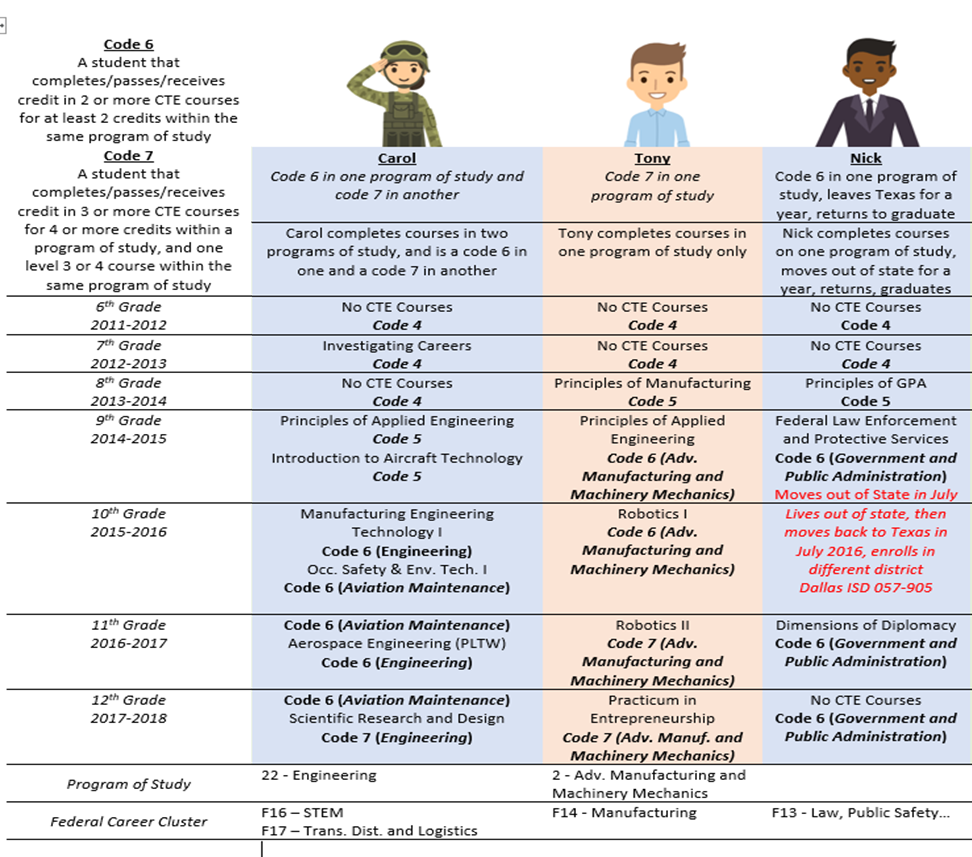 Code 6
A student that
completes/passes/receives
credit in 2 or more CTE courses
for at least 2 credits within the
same program of study
Code 7
A student that
completes/passes/receives
credit in 3 or more CTE courses
for 4 or more credits within a
program of study, and one
level 3 or 4 course within the
same program of study
Carol
Code 6 in one program of study and
code 7 in another
Tony
Code 7 in one
program of study
Nick
Code 6 in one program of
study, leaves Texas for a
year, returns to graduate
Carol completes courses in two
programs of study, and is a code 6 in
one and a code 7 in another
Tony completes courses in
one program of study only
Nick completes courses
on one program of study,
moves out of state for a
year, returns, graduates
6th Grade
2011-2012
No CTE Courses
Code 4
No CTE Courses
Code 4
No CTE Courses
Code 4
7th Grade
2012-2013
Investigating Careers
Code 4
No CTE Courses
Code 4
No CTE Courses
Code 4
8th Grade
2013-2014
No CTE Courses
Code 4
Principles of Manufacturing
Code 5
Principles of GPA
Code 5
9th Grade
2014-2015
Principles of Applied Engineering
Code 5
Introduction to Aircraft Technology
Code 5
Principles of Applied
Engineering
Code 6 (Adv.
Manufacturing and
Machinery Mechanics)
Federal Law Enforcement
and Protective Services
Code 6 (Government and
Public Administration)
Moves out of State in July
10th Grade
2015-2016
Manufacturing Engineering
Technology I
Code 6 (Engineering)
Occ. Safety & Env. Tech. I
Code 6 (Aviation Maintenance)
Robotics I
Code 6 (Adv.
Manufacturing and
Machinery Mechanics)
Lives out of state, then
moves back to Texas in
July 2016, enrolls in
different district
Dallas ISD 057-905
11th Grade
2016-2017
Code 6 (Aviation Maintenance)
Aerospace Engineering (PLTW)
Code 6 (Engineering)
Robotics II
Code 7 (Adv.
Manufacturing and
Machinery Mechanics)
Dimensions of Diplomacy
Code 6 (Government and
Public Administration)
12th Grade
2017-2018
Code 6 (Aviation Maintenance)
Scientific Research and Design
Code 7 (Engineering)
Practicum in
Entrepreneurship
Code 7 (Adv. Manuf. and
Machinery Mechanics)
No CTE Courses
Code 6 (Government and
Public Administration)
Program of Study
22 - Engineering
2 - Adv. Manufacturing and
Machinery Mechanics
Federal Career Cluster
F16 – STEM
F17 – Trans. Dist. and Logistics
F14 - Manufacturing
F13 - Law, Public Safety...